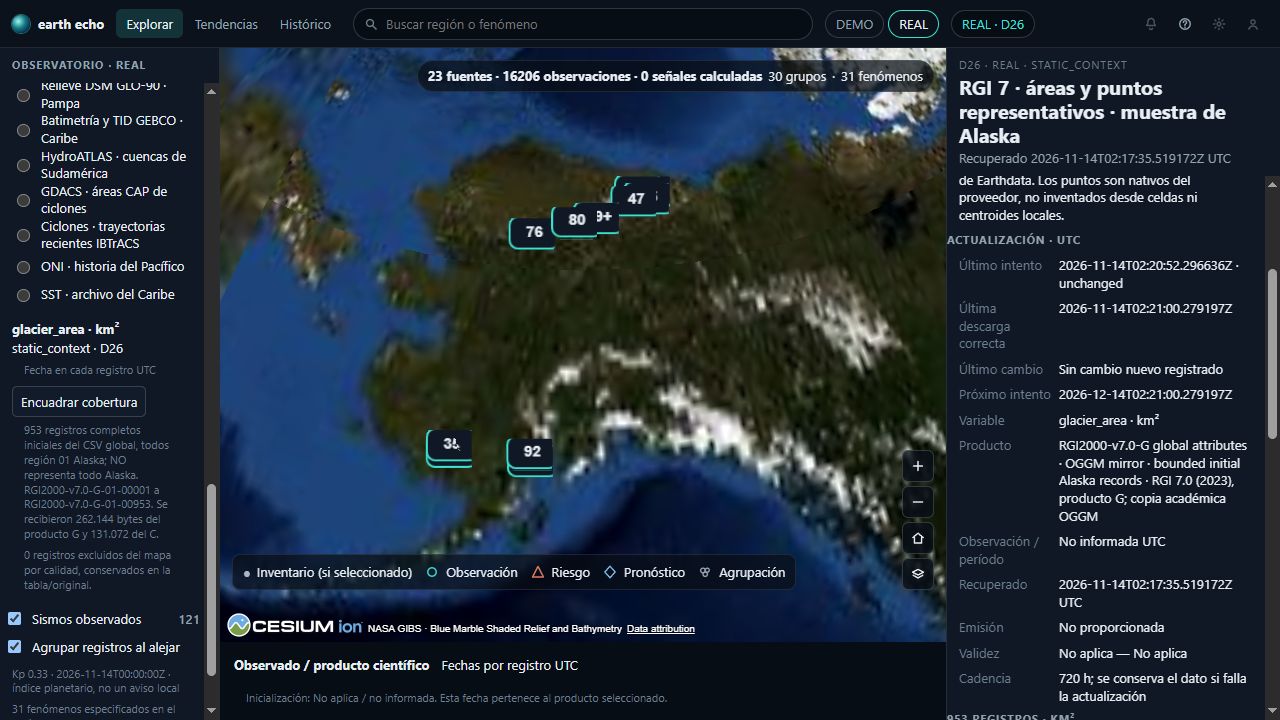 earth echo
Explorar
Tendencias
Histórico
Buscar región o fenómeno
DEMO
REAL
REAL · D26
OBSERVATORIO · REAL
Relieve DSM GLO-90 ·
Pampa
Batimetría y TID GEBCO ·
Caribe
HydroATLAS · cuencas de
Sudamérica
GDACS · áreas CAP de
ciclones
Ciclones · trayectorias
recientes IBTrACS
ONI · historia del Pacífico
SST · archivo del Caribe
glacier_area · km²
static_context · D26
Fecha en cada registro UTC
Encuadrar cobertura
953 registros completos
iniciales del CSV global, todos
región 01 Alaska; NO
representa todo Alaska.
RGI2000-v7.0-G-01-00001 a
RGI2000-v7.0-G-01-00953. Se
recibieron 262.144 bytes del
producto G y 131.072 del C.
0 registros excluidos del mapa
por calidad, conservados en la
tabla/original.
Sismos observados 121
Agrupar registros al alejar
Kp 0.33 · 2026-11-14T00:00:00Z ·
índice planetario, no un aviso local
31 fenómenos especificados en el
23 fuentes · 16206 observaciones · 0 señales calculadas 30 grupos · 31 fenómenos
47
9+
80
76
92
Inventario (si seleccionado)
Observación
Riesgo
Pronóstico
Agrupación
CESIUM ion
NASA GIBS · Blue Marble Shaded Relief and Bathymetry Data attribution
Observado / producto científico Fechas por registro UTC
Inicialización: No aplica / no informada. Esta fecha pertenece al producto seleccionado.
D26 · REAL · STATIC_CONTEXT
RGI 7 · áreas y puntos
representativos · muestra de
Alaska
Recuperado 2026-11-14T02:17:35.519172Z UTC
de Earthdata. Los puntos son nativos del
proveedor, no inventados desde celdas ni
centroides locales.
ACTUALIZACIÓN · UTC
Último intento 2026-11-14T02:20:52.296636Z ·
unchanged
Última 2026-11-14T02:21:00.279197Z
descarga
correcta
Último cambio Sin cambio nuevo registrado
Próximo intento 2026-12-14T02:21:00.279197Z
Variable glacier_area · km²
Producto RGI2000-v7.0-G global attributes
· OGGM mirror · bounded initial
Alaska records · RGI 7.0 (2023),
producto G; copia académica
OGGM
Observación / No informada UTC
período
Recuperado 2026-11-14T02:17:35.519172Z
UTC
Emisión No proporcionada
Validez No aplica — No aplica
Cadencia 720 h; se conserva el dato si falla
la actualización
953 REGISTROS · KM²